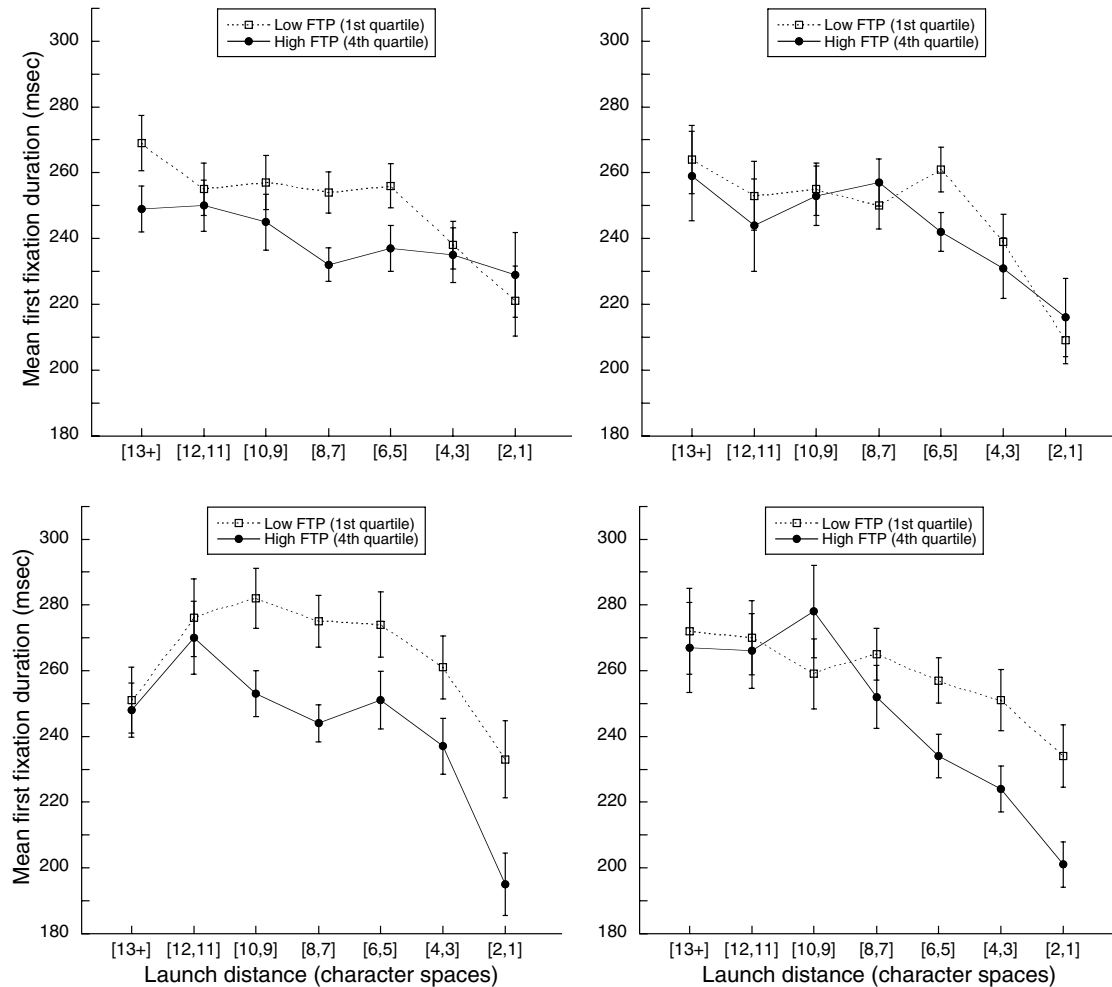 Low FTP (1st quartile)
High FTP (4th quartile)
Mean first fixation duration (msec)
310
300
280
260
240
220
200
180
[13+] [12,11] [10,9] [8,7] [6,5] [4,3] [2,1]
Low FTP (1st quartile)
High FTP (4th quartile)
310
300
280
260
240
220
200
180
[13+] [12,11] [10,9] [8,7] [6,5] [4,3] [2,1]
Low FTP (1st quartile)
High FTP (4th quartile)
Mean first fixation duration (msec)
310
300
280
260
240
220
200
180
[13+] [12,11] [10,9] [8,7] [6,5] [4,3] [2,1]
Launch distance (character spaces)
Low FTP (1st quartile)
High FTP (4th quartile)
310
300
280
260
240
220
200
180
[13+] [12,11] [10,9] [8,7] [6,5] [4,3] [2,1]
Launch distance (character spaces)